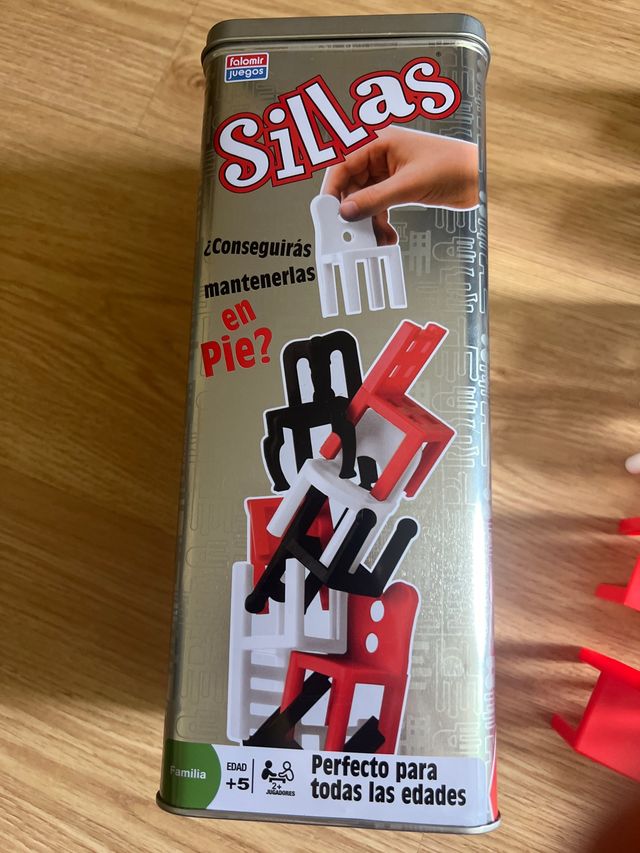 falomir
juegos
Sillas
®
¿Conseguirás
mantenerlas
en
Pie?
Familia
EDAD
+5
2+
JUGADORES
Perfecto para
todas las edades